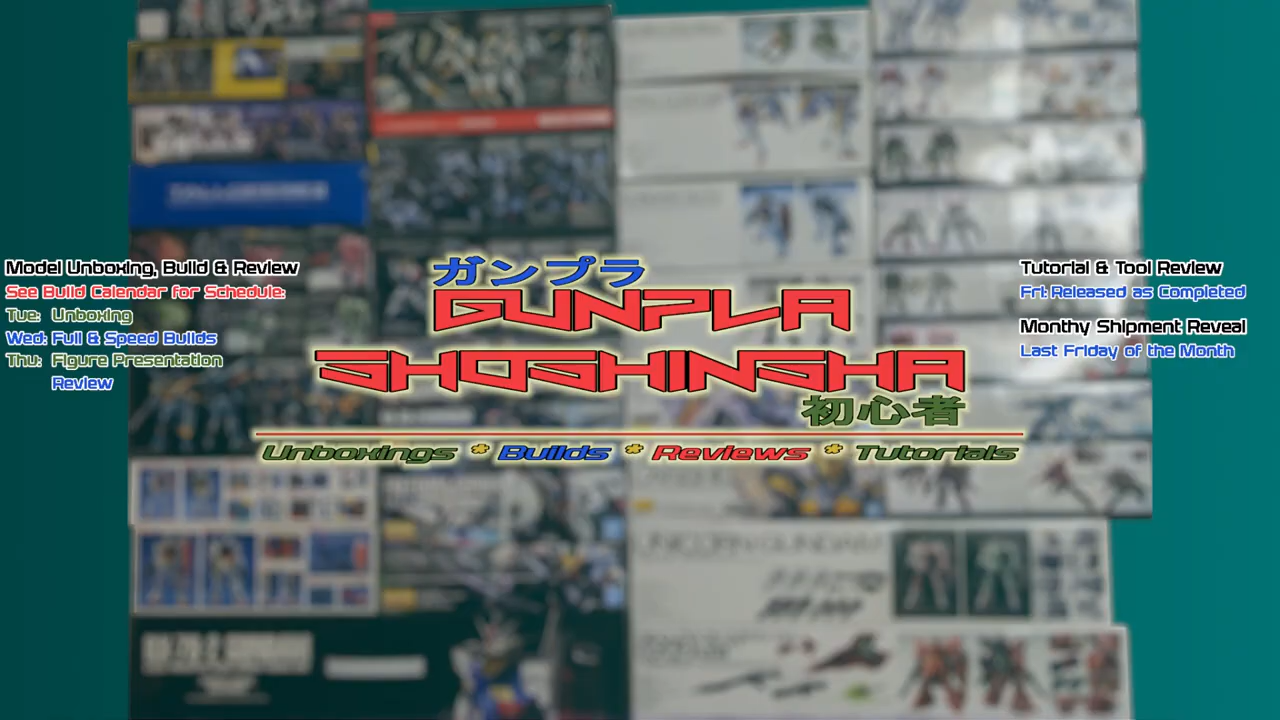 Model Unboxing, Build & Review
See Build Calendar for Schedule:
Tue: Unboxing
Wed: Full & Speed Builds
Thu: Figure Presentation
Review
ガンプラ
GUNPLA
SHOSHINSHA
初心者
Unboxings * Builds * Reviews * Tutorials
Tutorial & Tool Review
Fri: Released as Completed
Monthy Shipment Reveal
Last Friday of the Month
UNICORN GUNDAM